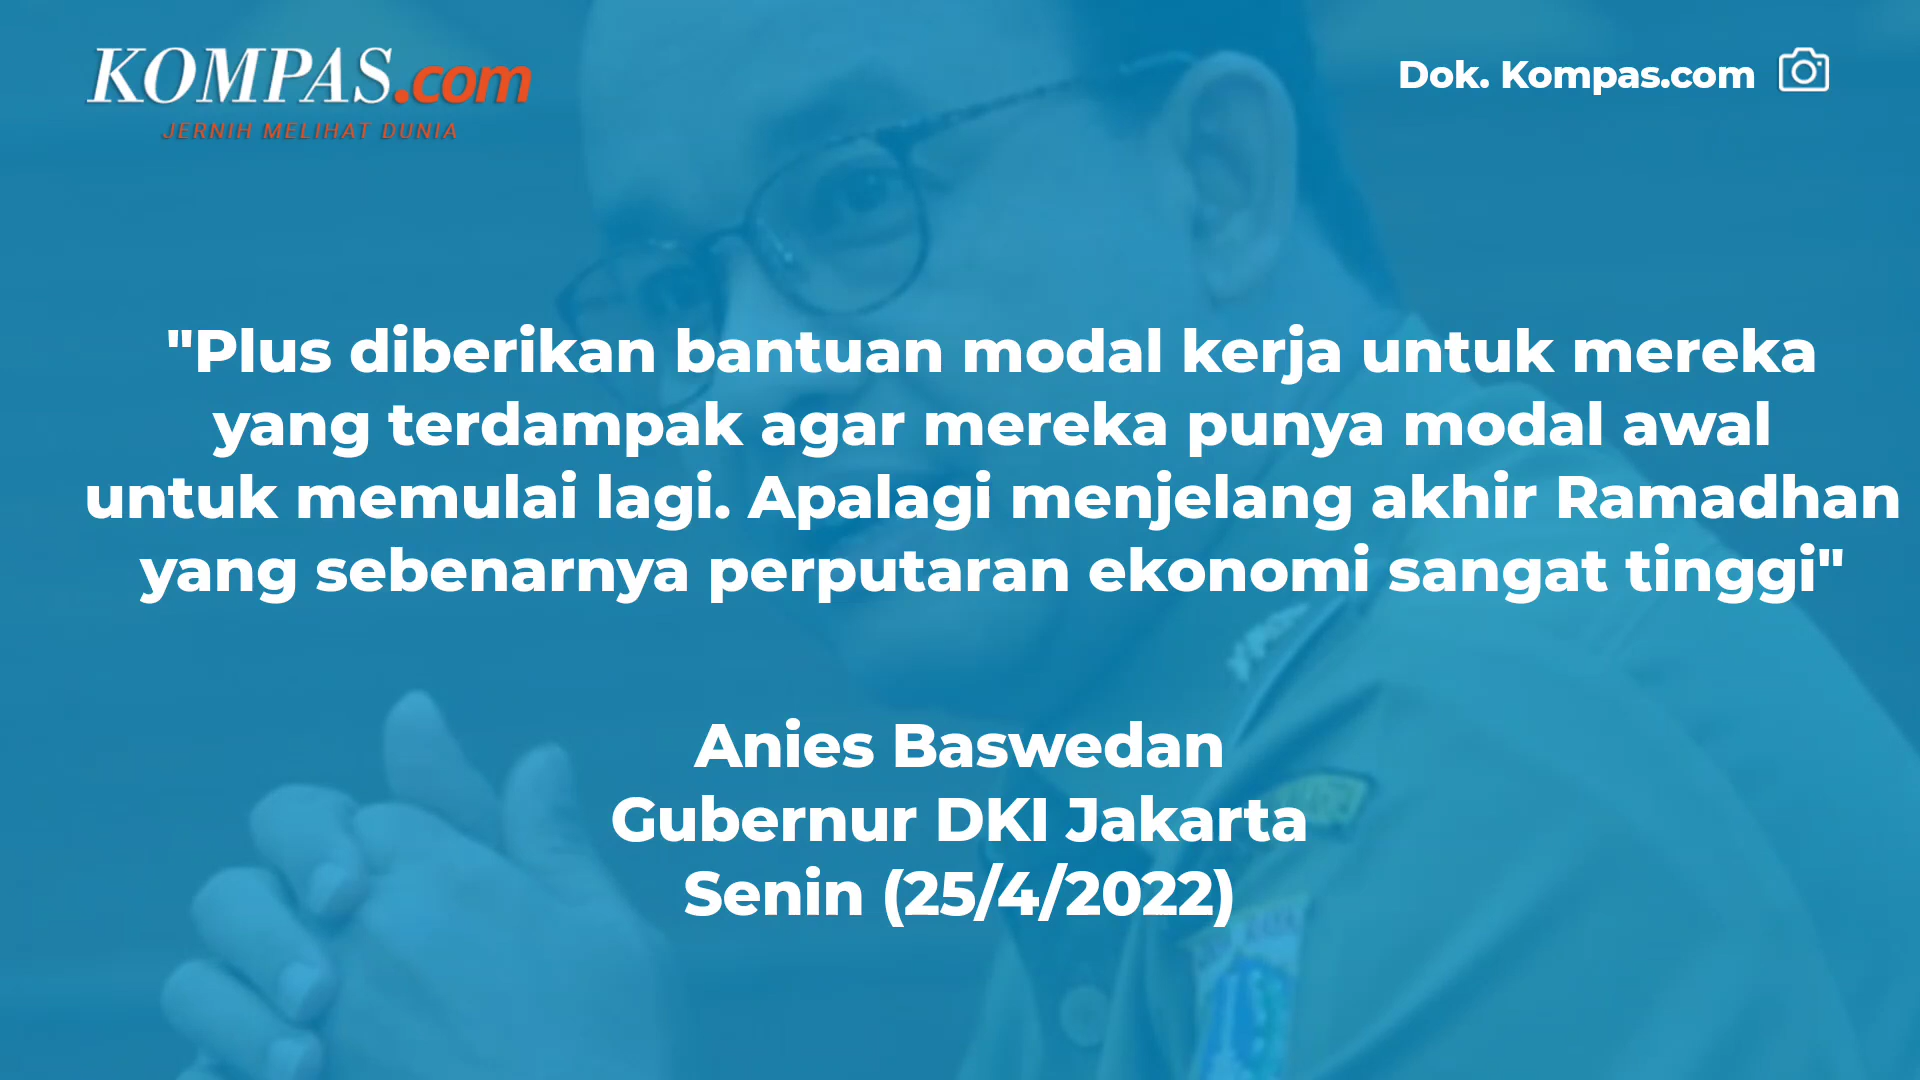 KOMPAS.com
JERNIH MELIHAT DUNIA
Dok. Kompas.com
"Plus diberikan bantuan modal kerja untuk mereka
yang terdampak agar mereka punya modal awal
untuk memulai lagi. Apalagi menjelang akhir Ramadhan
yang sebenarnya perputaran ekonomi sangat tinggi"
Anies Baswedan
Gubernur DKI Jakarta
Senin (25/4/2022)